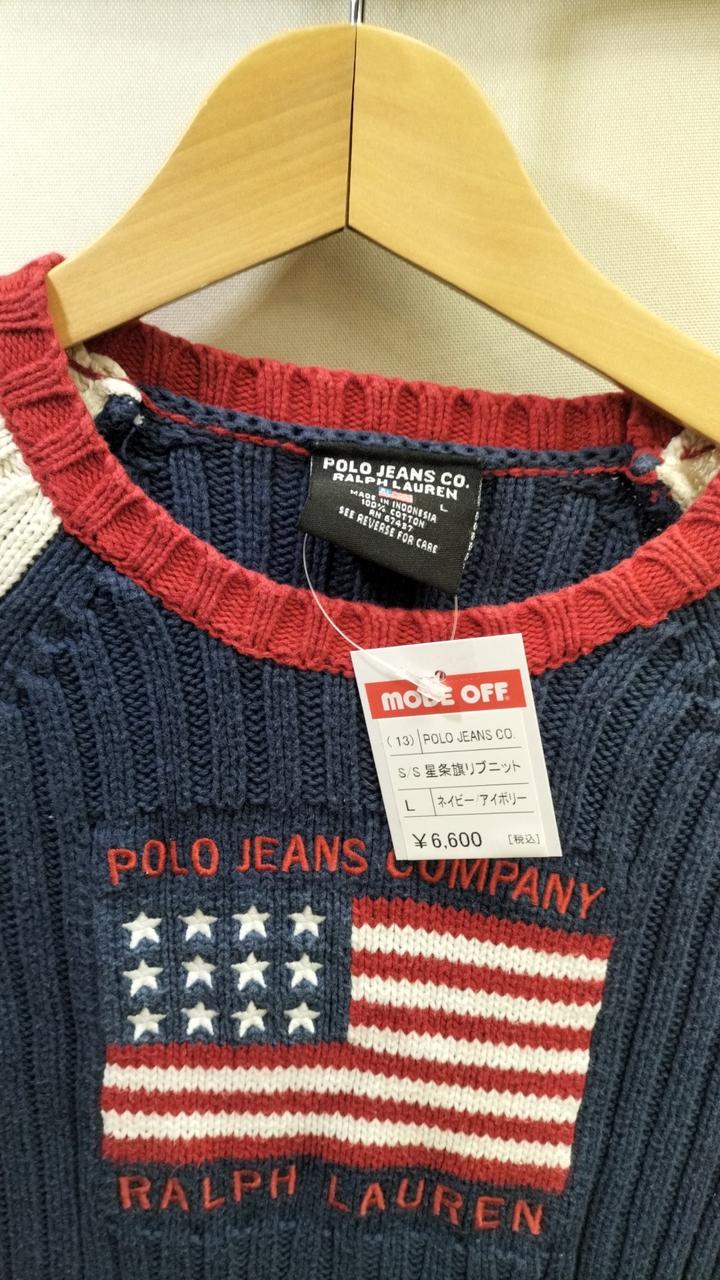 POLO JEANS CO.
RALPH LAUREN
L
MADE IN INDONESIA
100% COTTON
RN 67487
SEE REVERSE FOR CARE
MODE OFF
(13) POLO JEANS CO.
S/S 星条旗リブニット
L ネイビー/アイボリー
¥6,600 [税込]
POLO JEANS COMPANY
RALPH LAUREN